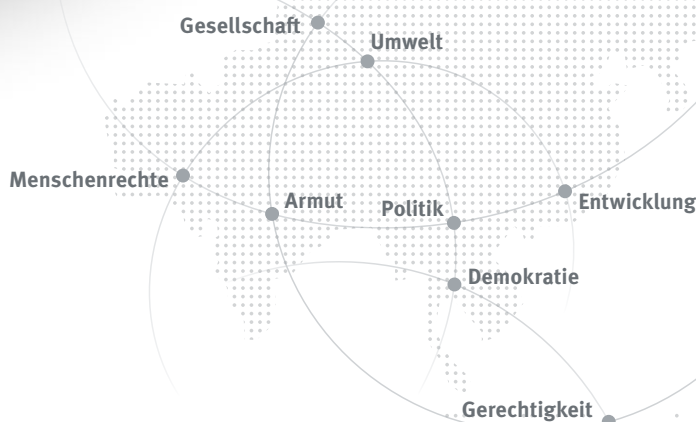 Gesellschaft
Umwelt
Menschenrechte
Armut
Politik
Entwicklung
Demokratie
Gerechtigkeit